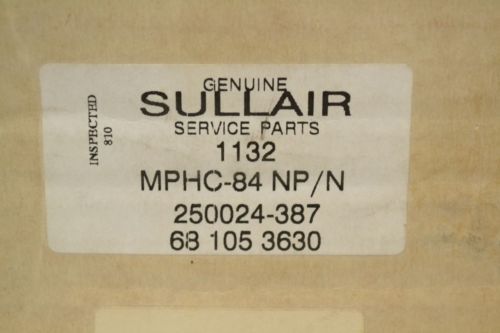 GENUINE
SULLAIR
SERVICE PARTS
1132
MPHC-84 NP/N
250024-387
68 105 3630
INSPECTED
810